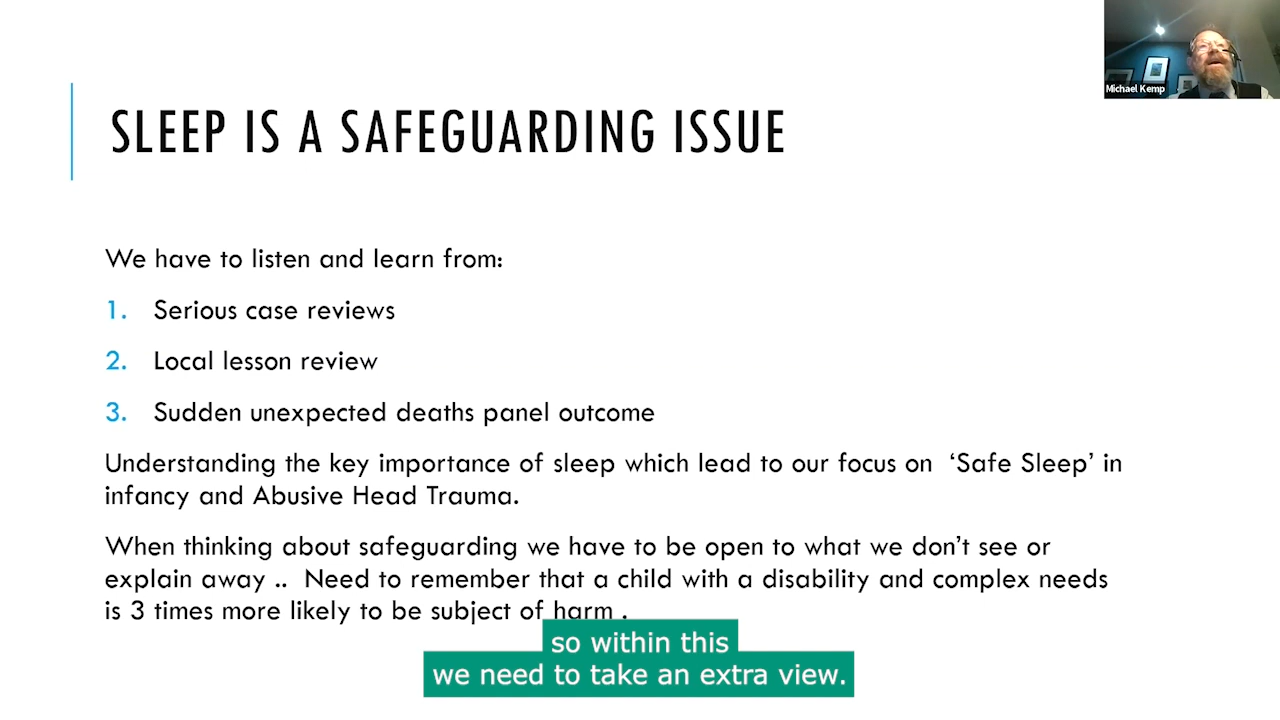 Michael Kemp
SLEEP IS A SAFEGUARDING ISSUE
We have to listen and learn from:
1. Serious case reviews
2. Local lesson review
3. Sudden unexpected deaths panel outcome
Understanding the key importance of sleep which lead to our focus on ‘Safe Sleep’ in
infancy and Abusive Head Trauma.
When thinking about safeguarding we have to be open to what we don’t see or
explain away .. Need to remember that a child with a disability and complex needs
is 3 times more likely to be subject of harm .
so within this
we need to take an extra view.